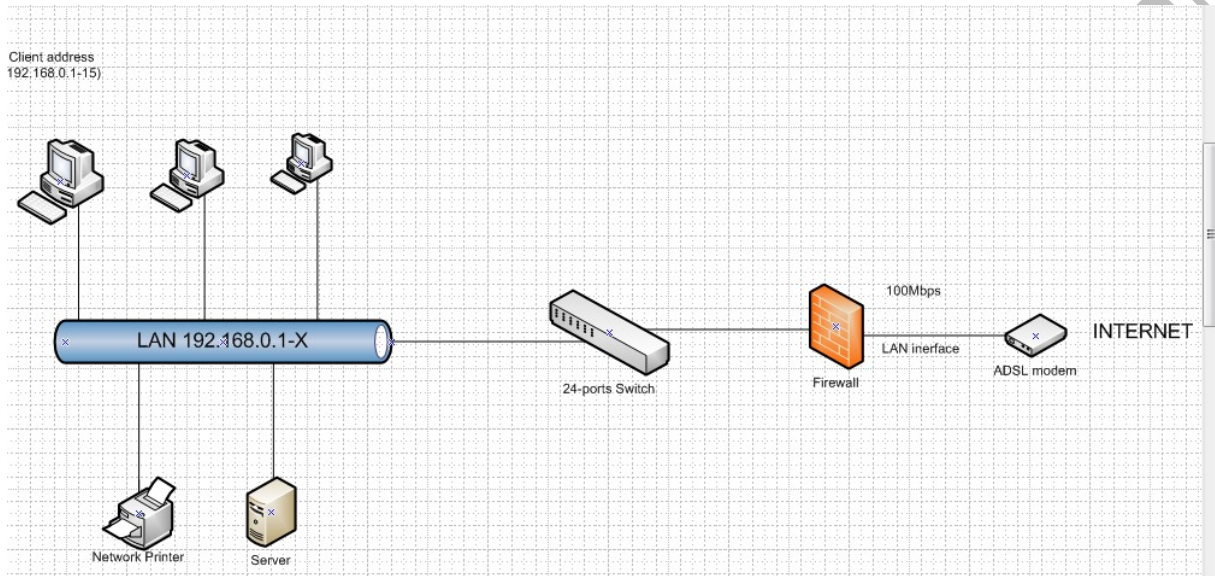 Client address
192.168.0.1-15)
LAN 192.168.0.1-X
100Mbps
LAN inerface
INTERNET
ADSL modem
Firewall
24-ports Switch
Network Printer
Server